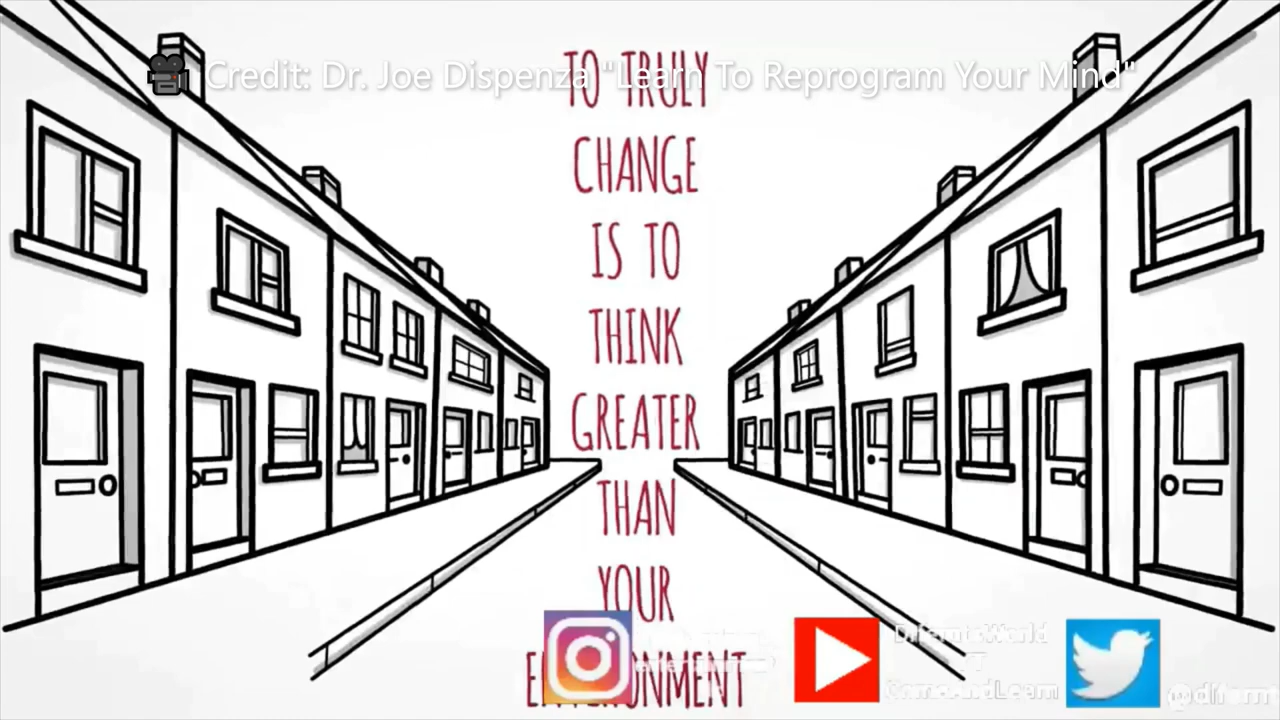 Credit: Dr. Joe Dispenza "Learn To Reprogram Your Mind"
TO TRULY
CHANGE
IS TO
THINK
GREATER
THAN
YOUR
ENVIRONMENT